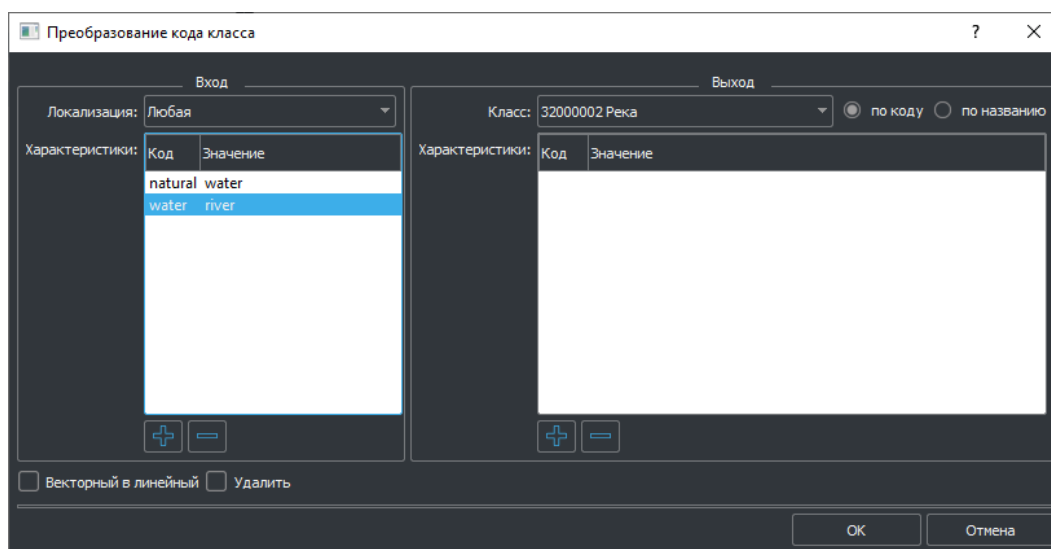 Преобразование кода класса
Вход
Локализация: Любая
Характеристики: Код Значение
natural water
water river
Выход
Класс: 32000002 Река по коду по названию
Характеристики: Код Значение
Векторный в линейный Удалить
OK Отмена